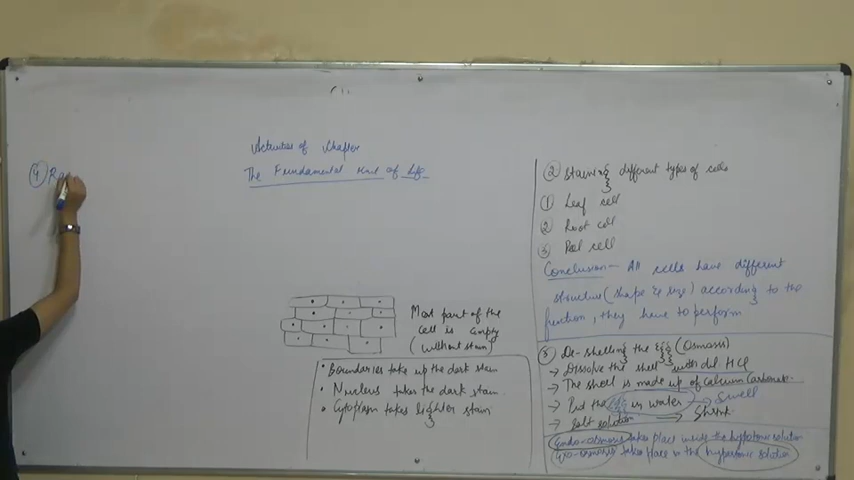 ④ Ra
Activities of Chapter
The Fundamental unit of life
Most part of the
cell is empty
(without stain)
• Boundaries take up the dark stain
• Nucleus takes the dark stain
• Cytoplasm takes lighter stain
② Staining different types of cells
① Leaf cell
② Root cell
③ Peel cell
Conclusion - All cells have different
structure (shape & size) according to the
function, they have to perform
③ De-shelling the egg (Osmosis)
→ Dissolve the shell with dil. HCl
→ The shell is made up of Calcium Carbonate.
→ Put the egg in water → Swell
→ Salt solution → Shrink
Endo-osmosis takes place inside the hypotonic solution
Exo-osmosis takes place in the hypertonic solution